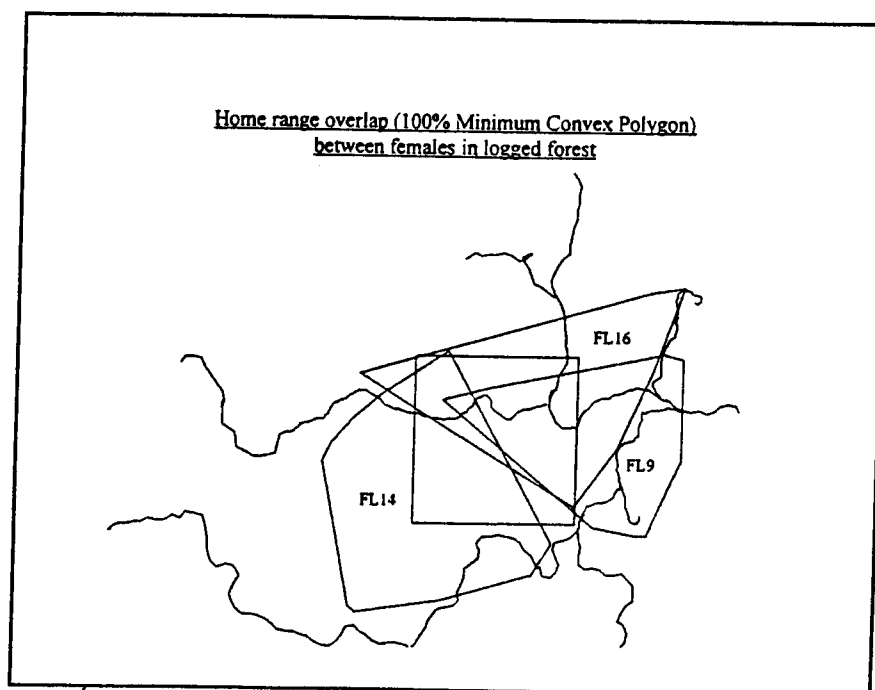 Home range overlap (100% Minimum Convex Polygon)
between females in logged forest
FL16
FL9
FL14